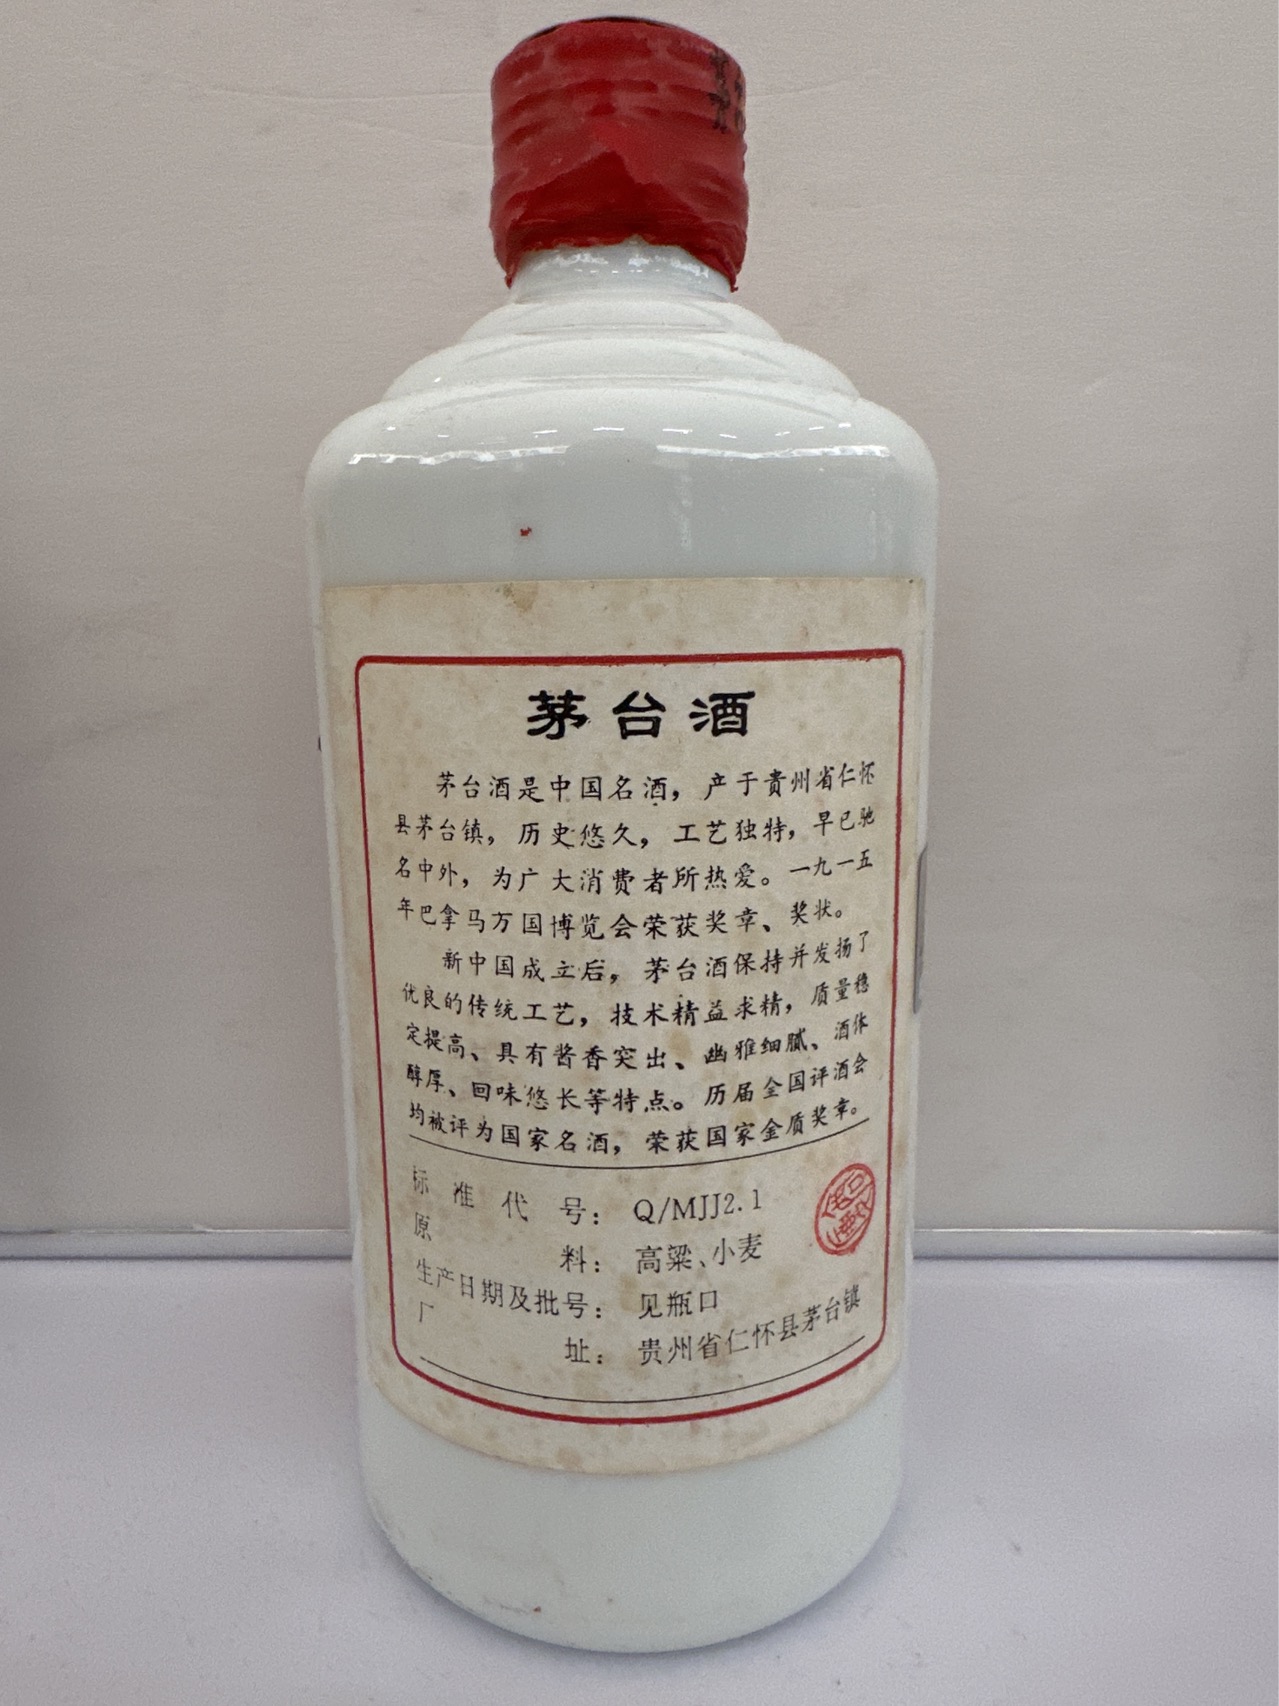 茅台酒
茅台酒是中国名酒，产于贵州省仁怀
县茅台镇，历史悠久，工艺独特，早已驰
名中外，为广大消费者所热爱。一九一五
年巴拿马万国博览会荣获奖章、奖状。
新中国成立后，茅台酒保持并发扬了
优良的传统工艺，技术精益求精，质量稳
定提高、具有酱香突出、幽雅细腻、酒体
醇厚、回味悠长等特点。历届全国评酒会
均被评为国家名酒，荣获国家金质奖章。
标准代号：Q/MJJ2.1
原料：高粱、小麦
生产日期及批号：见瓶口
厂址：贵州省仁怀县茅台镇